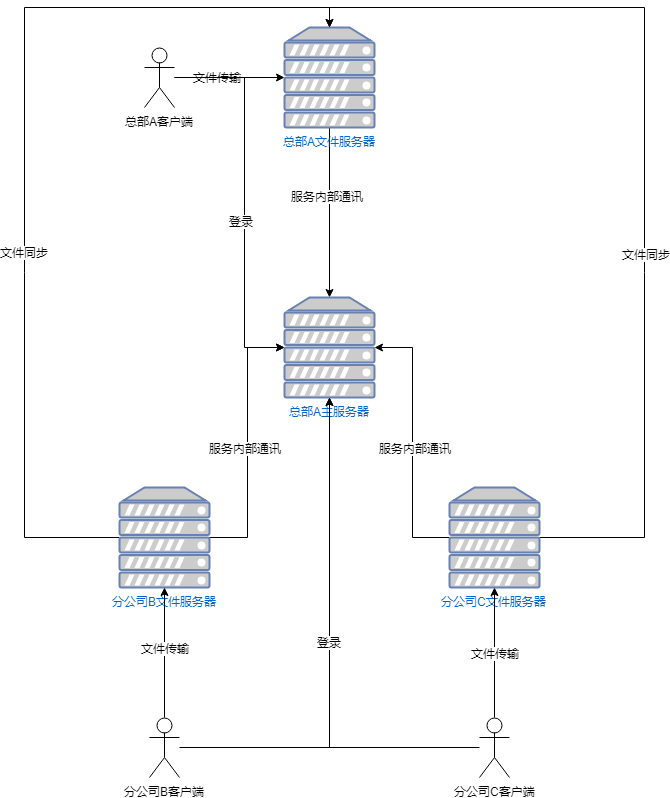 文件传输
总部A客户端
总部A文件服务器
服务内部通讯
登录
文件同步
文件同步
总部A主服务器
服务内部通讯
服务内部通讯
分公司B文件服务器
分公司C文件服务器
登录
文件传输
文件传输
分公司B客户端
分公司C客户端